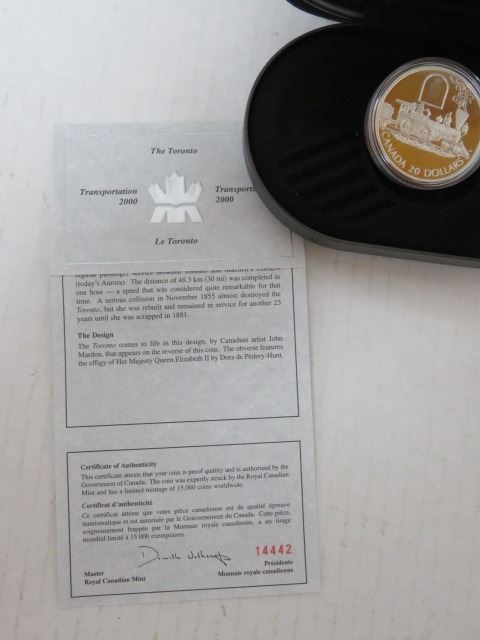 The Toronto
Transportation
2000
Transports
2000
Le Toronto
regular passenger service between Toronto and Machell's Corners
(today's Aurora). The distance of 48.3 km (30 mi) was completed in
one hour — a speed that was considered quite remarkable for that
time. A serious collision in November 1855 almost destroyed the
Toronto, but she was rebuilt and remained in service for another 23
years until she was scrapped in 1881.
The Design
The Toronto comes to life in this design, by Canadian artist John
Mardon, that appears on the reverse of this coin. The obverse features
the effigy of Her Majesty Queen Elizabeth II by Dora de Pédery-Hunt.
Certificate of Authenticity
This certificate attests that your coin is proof quality and is authorized by the
Government of Canada. The coin was expertly struck by the Royal Canadian
Mint and has a limited mintage of 15,000 coins worldwide.
Certificat d'authenticité
Ce certificat atteste que votre pièce canadienne est de qualité épreuve
numismatique et est autorisée par le Gouvernement du Canada. Cette pièce,
soigneusement frappée par la Monnaie royale canadienne, a un tirage
mondial limité à 15 000 exemplaires.
14442
Master
Royal Canadian Mint
Présidente
Monnaie royale canadienne
CANADA 20 DOLLARS